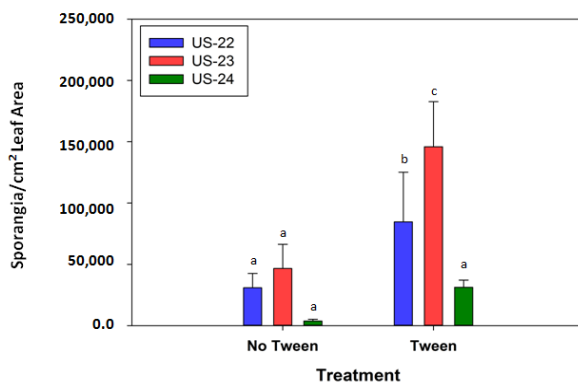 250,000
200,000
150,000
100,000
50,000
0.0
Sporangia/cm² Leaf Area
US-22
US-23
US-24
a
a
a
b
c
a
No Tween
Tween
Treatment